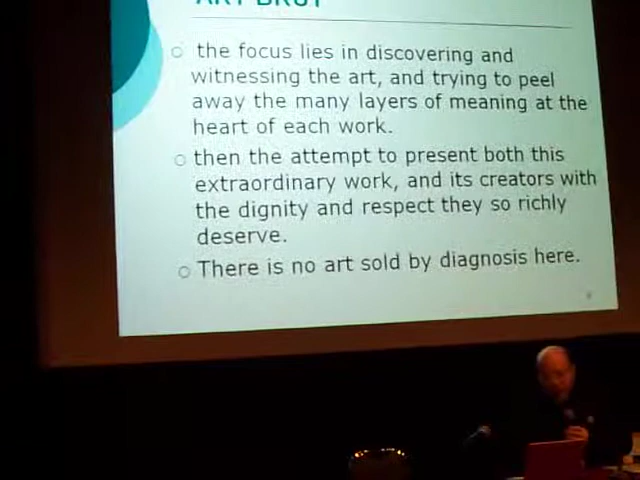 ART BRUT
the focus lies in discovering and
witnessing the art, and trying to peel
away the many layers of meaning at the
heart of each work.
then the attempt to present both this
extraordinary work, and its creators with
the dignity and respect they so richly
deserve.
There is no art sold by diagnosis here.